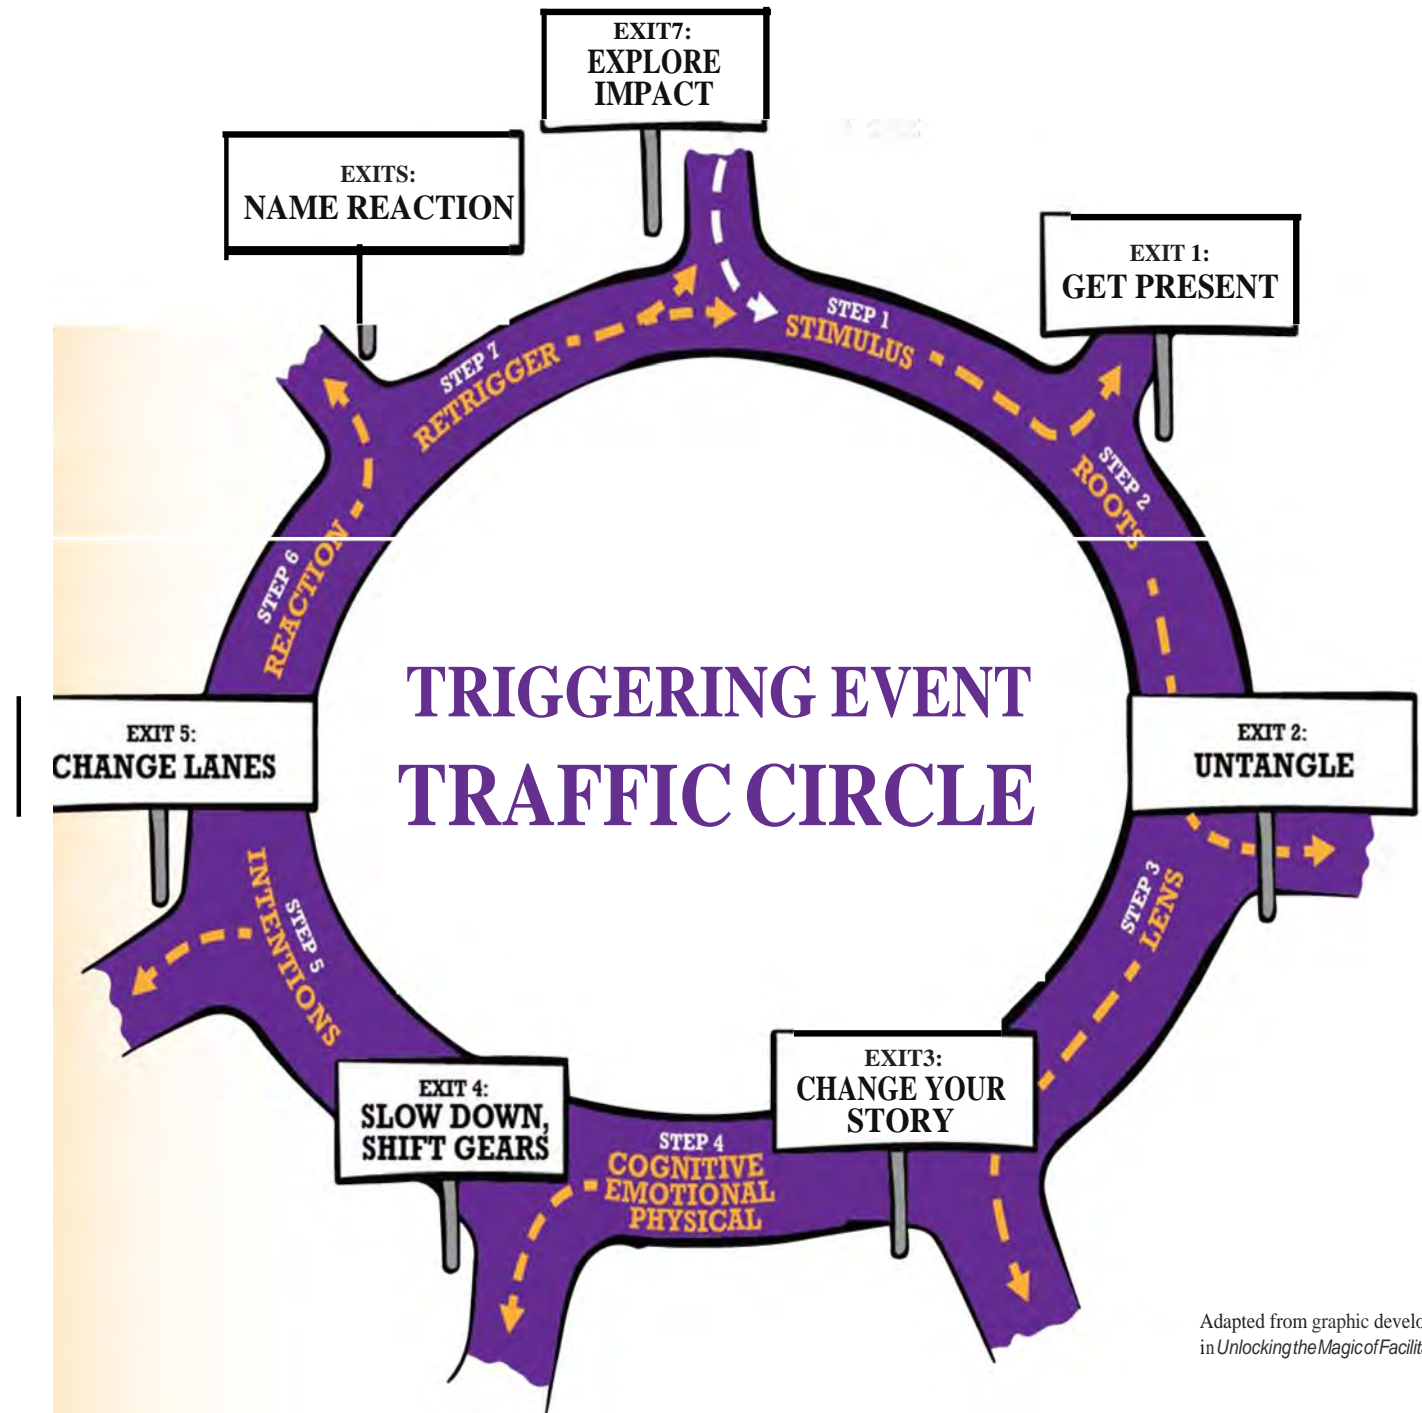 EXIT7:
EXPLORE
IMPACT
EXITS:
NAME REACTION
EXIT 1:
GET PRESENT
STEP 1
STIMULUS
STEP 7
RETRIGGER
STEP 2
ROOTS
STEP 6
REACTION
TRIGGERING EVENT
TRAFFIC CIRCLE
EXIT 5:
CHANGE LANES
EXIT 2:
UNTANGLE
STEP 3
LENS
STEP 5
INTENTIONS
EXIT3:
CHANGE YOUR
STORY
EXIT 4:
SLOW DOWN,
SHIFT GEARS
STEP 4
COGNITIVE
EMOTIONAL
PHYSICAL
Adapted from graphic develo
in Unlocking the Magic of Facilit